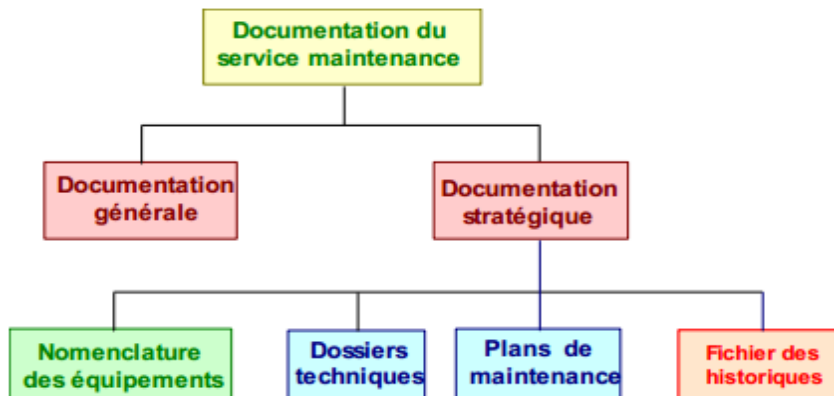 Documentation du
service maintenance
Documentation
générale
Documentation
stratégique
Nomenclature
des équipements
Dossiers
techniques
Plans de
maintenance
Fichier des
historiques